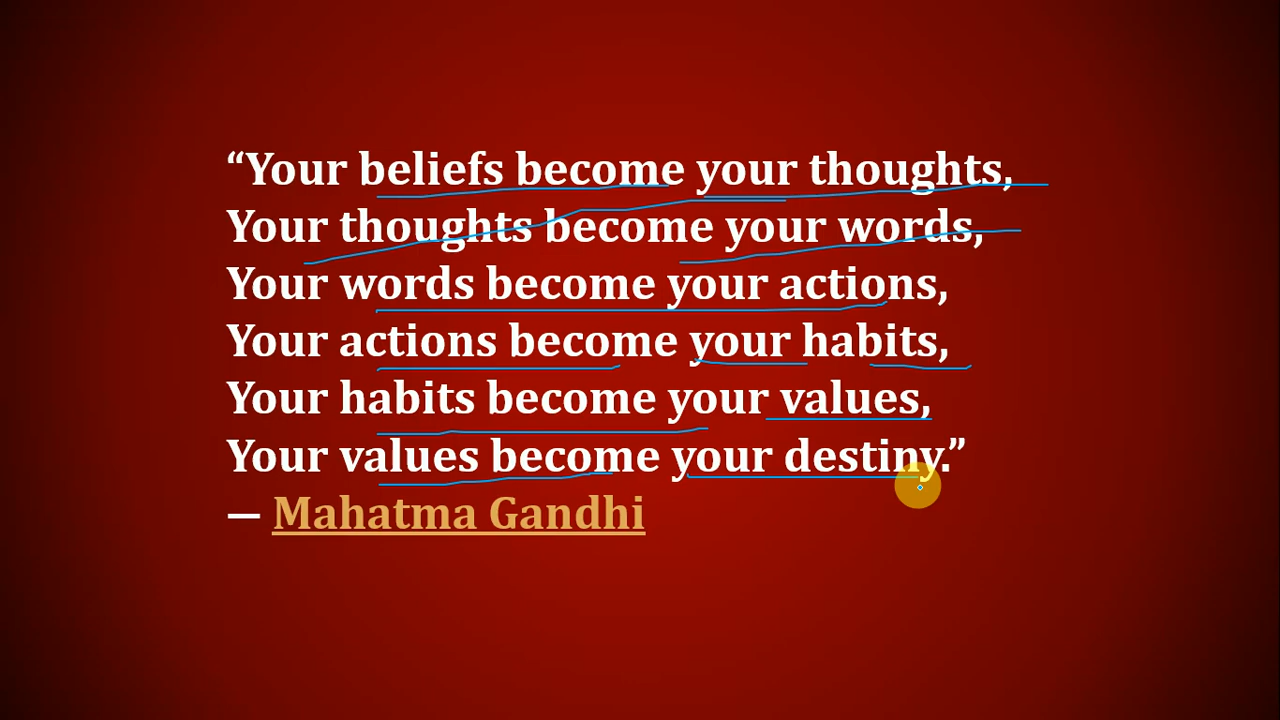 “Your beliefs become your thoughts,
Your thoughts become your words,
Your words become your actions,
Your actions become your habits,
Your habits become your values,
Your values become your destiny.”
— Mahatma Gandhi